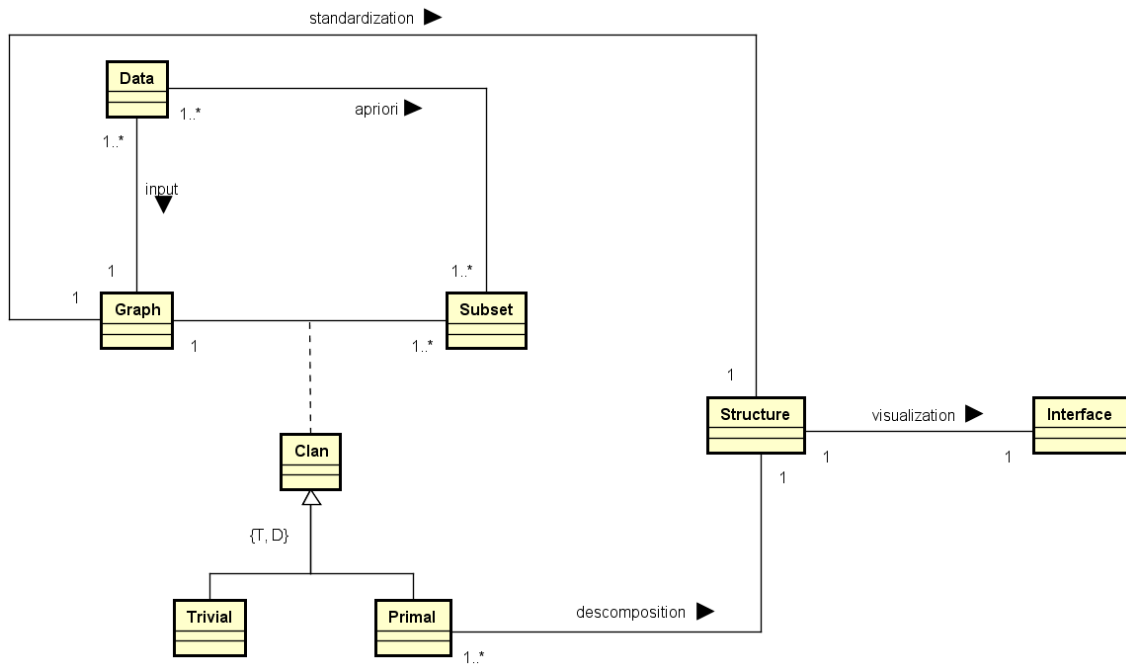 standardization
Data
1..*
apriori
1..*
input
1
1..*
1
Graph
Subset
1
1..*
1
Structure
visualization
Interface
1
1
1
Clan
{T, D}
Trivial
Primal
descomposition
1..*